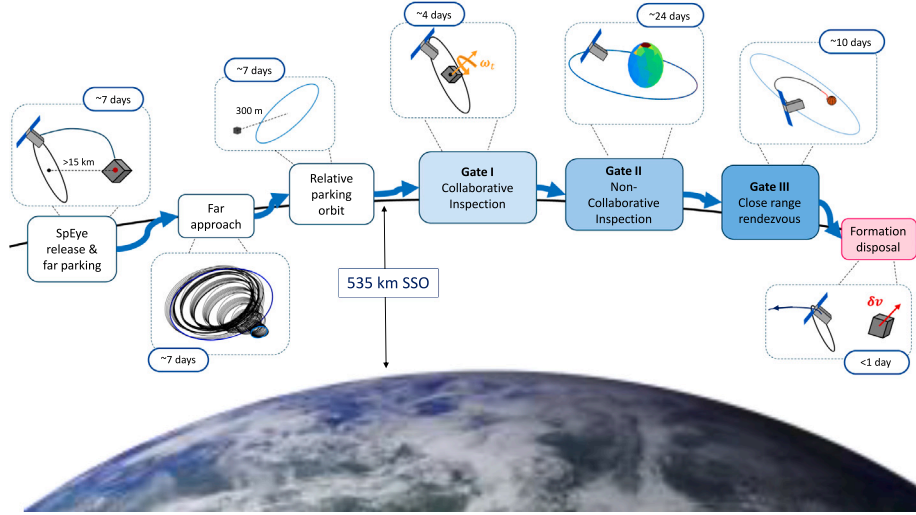 ~7 days
>15 km
SpEye
release &
far parking
Far
approach
~7 days
~7 days
300 m
Relative
parking
orbit
~4 days
ωt
Gate I
Collaborative
Inspection
~24 days
Gate II
Non-
Collaborative
Inspection
~10 days
Gate III
Close range
rendezvous
Formation
disposal
δv
<1 day
535 km SSO